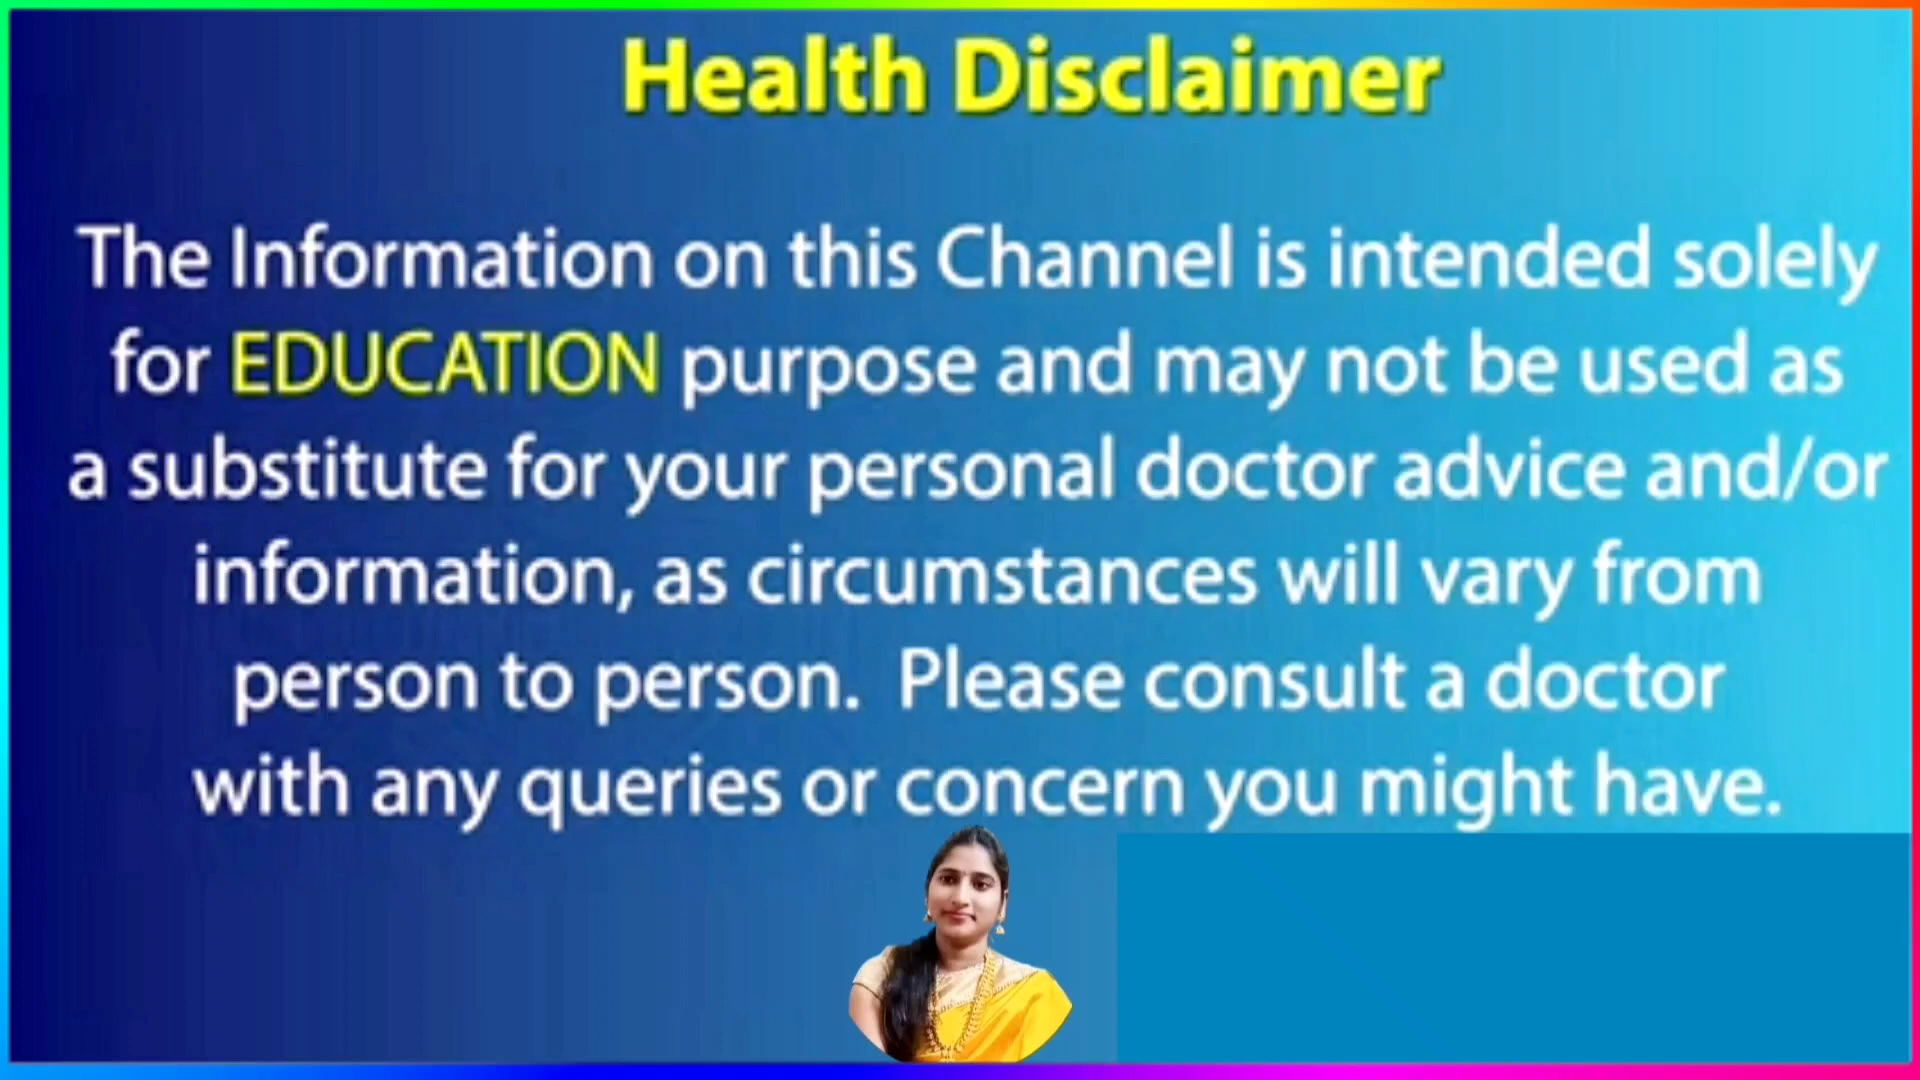 Health Disclaimer
The Information on this Channel is intended solely
for EDUCATION purpose and may not be used as
a substitute for your personal doctor advice and/or
information, as circumstances will vary from
person to person. Please consult a doctor
with any queries or concern you might have.